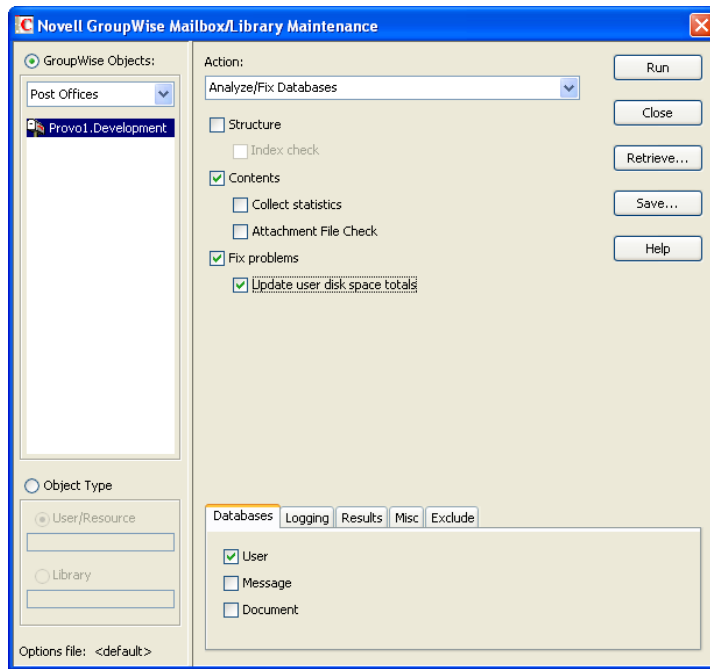 Novell GroupWise Mailbox/Library Maintenance
GroupWise Objects:
Post Offices
Provo1.Development
Object Type
User/Resource
Library
Options file: <default>
Action:
Analyze/Fix Databases
Structure
Index check
Contents
Collect statistics
Attachment File Check
Fix problems
Update user disk space totals
Databases Logging Results Misc Exclude
User
Message
Document
Run
Close
Retrieve...
Save...
Help